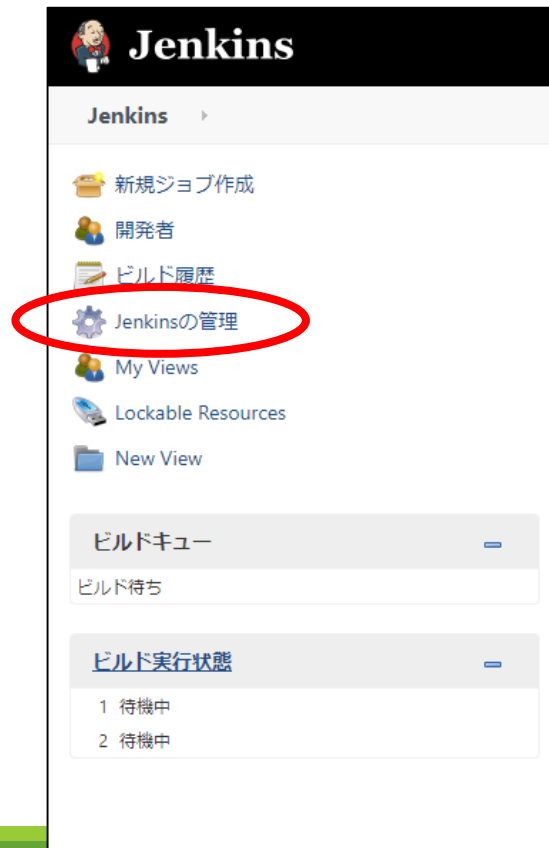 Jenkins
Jenkins
新規ジョブ作成
開発者
ビルド履歴
Jenkinsの管理
My Views
Lockable Resources
New View
ビルドキュー
ビルド待ち
ビルド実行状態
1 待機中
2 待機中